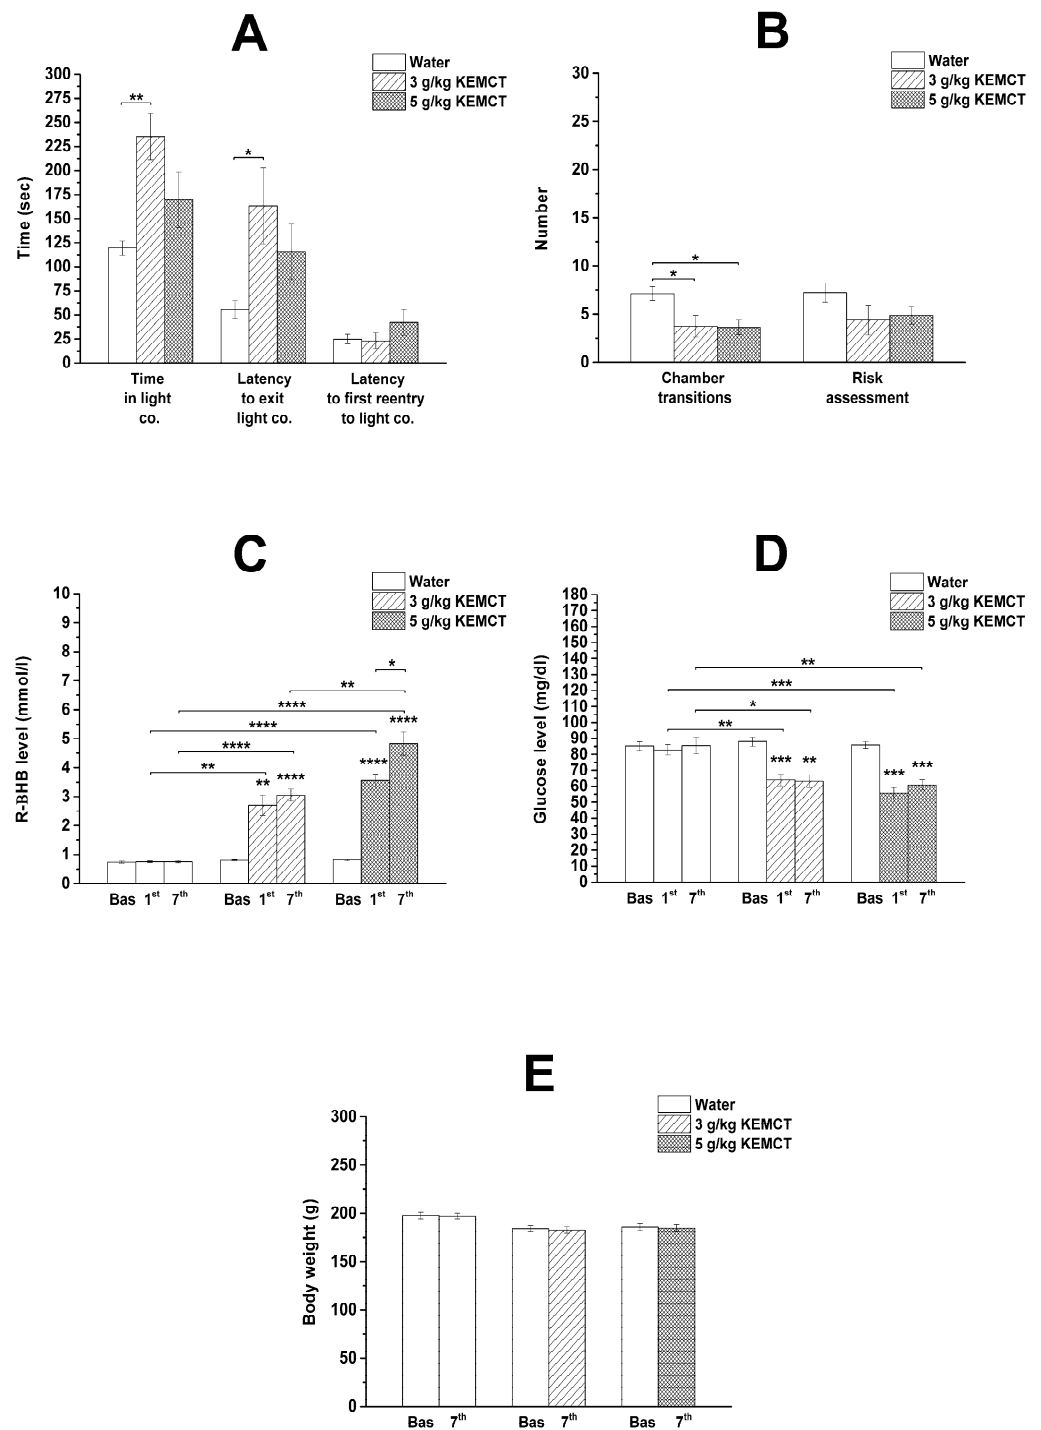 A
Water
3 g/kg KEMCT
5 g/kg KEMCT
300
275
250
225
200
175
150
125
100
75
50
25
0
Time (sec)
**
*
Time
in light
co.
Latency
to exit
light co.
Latency
to first reentry
to light co.
B
Water
3 g/kg KEMCT
5 g/kg KEMCT
30
25
20
15
10
5
0
Number
*
*
Chamber
transitions
Risk
assessment
C
Water
3 g/kg KEMCT
5 g/kg KEMCT
10
9
8
7
6
5
4
3
2
1
0
R-BHB level (mmol/l)
*
**
****
****
****
****
**
****
**
****
Bas 1st 7th
Bas 1st 7th
Bas 1st 7th
D
Water
3 g/kg KEMCT
5 g/kg KEMCT
180
170
160
150
140
130
120
110
100
90
80
70
60
50
40
30
20
10
0
Glucose level (mg/dl)
**
***
*
**
***
**
***
***
Bas 1st 7th
Bas 1st 7th
Bas 1st 7th
E
Water
3 g/kg KEMCT
5 g/kg KEMCT
300
250
200
150
100
50
0
Body weight (g)
Bas 7th
Bas 7th
Bas 7th